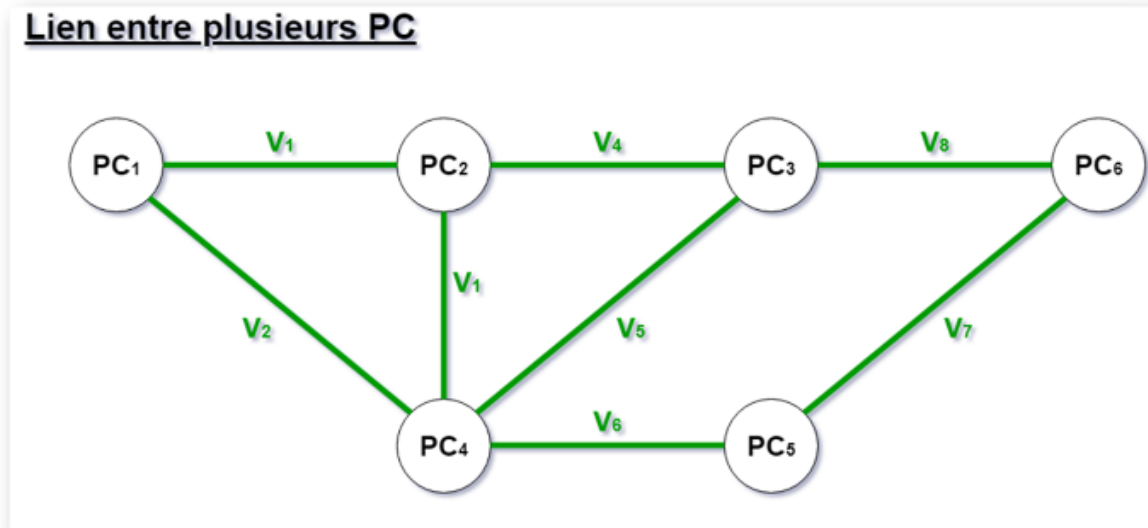 Lien entre plusieurs PC
V1 V4 V8
PC1 PC2 PC3 PC6
V1
V2 V5 V7
V6
PC4 PC5